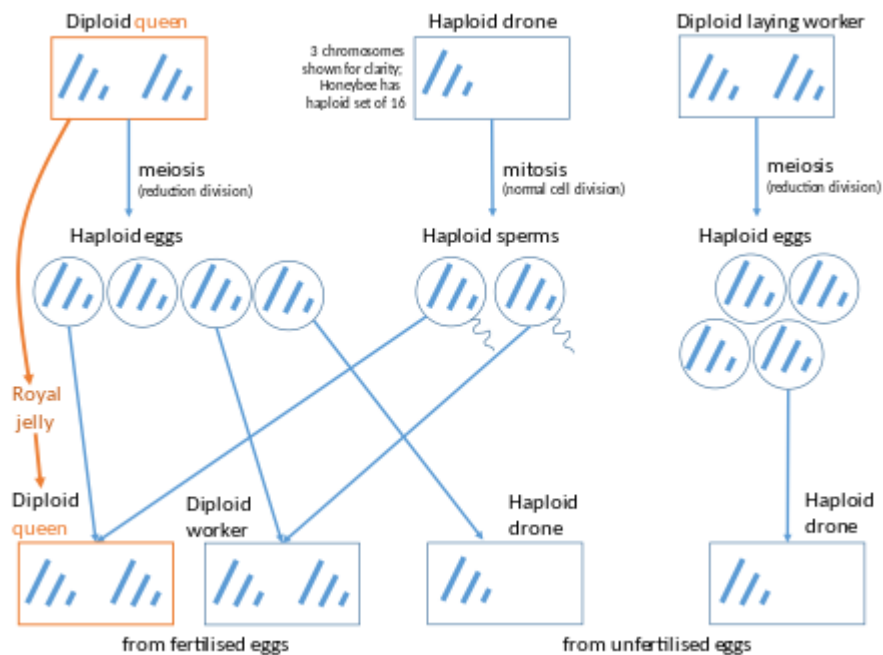 Diploid queen
Haploid drone
Diploid laying worker
3 chromosomes
shown for clarity;
Honeybee has
haploid set of 16
meiosis
(reduction division)
mitosis
(normal cell division)
meiosis
(reduction division)
Haploid eggs
Haploid sperms
Haploid eggs
Royal
jelly
Diploid
queen
Diploid
worker
Haploid
drone
Haploid
drone
from fertilised eggs
from unfertilised eggs